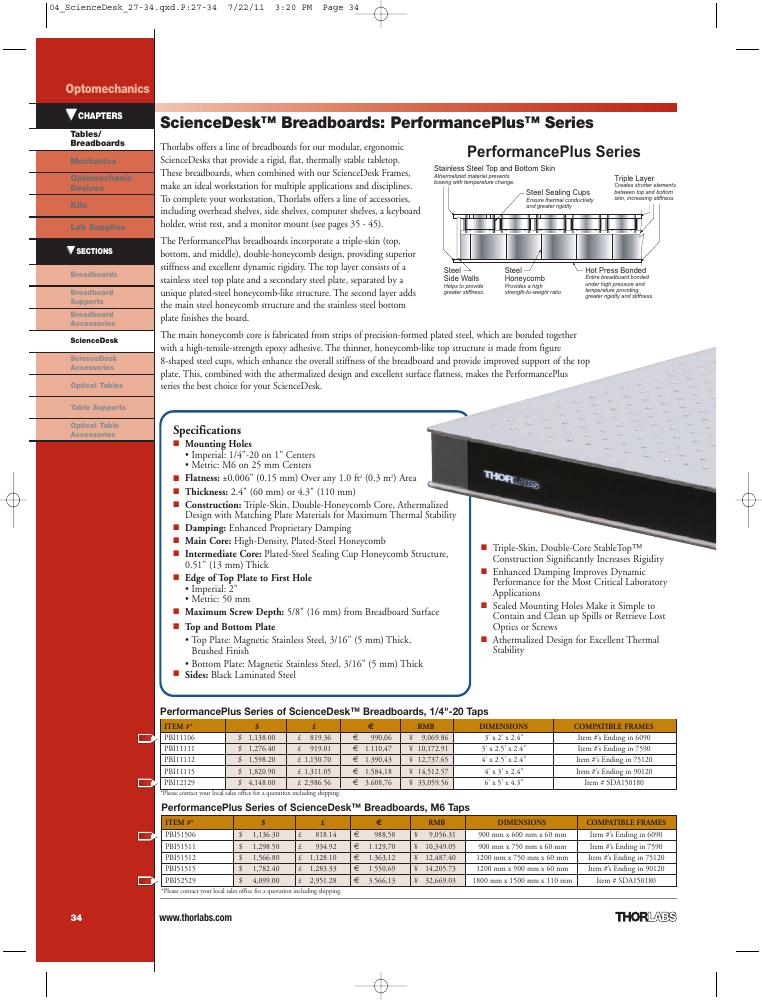 04_ScienceDesk_27-34.qxd.P:27-34 7/22/11 3:20 PM Page 34
Optomechanics
▼CHAPTERS
Tables/
Breadboards
Mechanics
Optomechanic
Devices
Kits
Lab Supplies
▼SECTIONS
Breadboards
Breadboard
Supports
Breadboard
Accessories
ScienceDesk
ScienceDesk
Accessories
Optical Tables
Table Supports
Optical Table
Accessories
ScienceDesk™ Breadboards: PerformancePlus™ Series
Thorlabs offers a line of breadboards for our modular, ergonomic
ScienceDesks that provide a rigid, flat, thermally stable tabletop.
These breadboards, when combined with our ScienceDesk Frames,
make an ideal workstation for multiple applications and disciplines.
To complete your workstation, Thorlabs offers a line of accessories,
including overhead shelves, side shelves, computer shelves, a keyboard
holder, wrist rest, and a monitor mount (see pages 35 - 45).
The PerformancePlus breadboards incorporate a triple-skin (top,
bottom, and middle), double-honeycomb design, providing superior
stiffness and excellent dynamic rigidity. The top layer consists of a
stainless steel top plate and a secondary steel plate, separated by a
unique plated-steel honeycomb-like structure. The second layer adds
the main steel honeycomb structure and the stainless steel bottom
plate finishes the board.
PerformancePlus Series
Stainless Steel Top and Bottom Skin
Athermalized material prevents
bowing with temperature change.
Steel Sealing Cups
Ensure thermal conductivity
and greater rigidity
Triple Layer
Creates shorter elements
between top and bottom
skin, increasing stiffness
Steel
Side Walls
Helps to provide
greater stiffness.
Steel
Honeycomb
Provides a high
strength-to-weight ratio.
Hot Press Bonded
Entire breadboard bonded
under high pressure and
temperature providing
greater rigidity and stiffness.
The main honeycomb core is fabricated from strips of precision-formed plated steel, which are bonded together
with a high-tensile-strength epoxy adhesive. The thinner, honeycomb-like top structure is made from figure
8-shaped steel cups, which enhance the overall stiffness of the breadboard and provide improved support of the top
plate. This, combined with the athermalized design and excellent surface flatness, makes the PerformancePlus
series the best choice for your ScienceDesk.
Specifications
■ Mounting Holes
• Imperial: 1/4"-20 on 1" Centers
• Metric: M6 on 25 mm Centers
■ Flatness: ±0.006" (0.15 mm) Over any 1.0 ft² (0.3 m²) Area
■ Thickness: 2.4" (60 mm) or 4.3" (110 mm)
■ Construction: Triple-Skin, Double-Honeycomb Core, Athermalized
Design with Matching Plate Materials for Maximum Thermal Stability
■ Damping: Enhanced Proprietary Damping
■ Main Core: High-Density, Plated-Steel Honeycomb
■ Intermediate Core: Plated-Steel Sealing Cup Honeycomb Structure,
0.51" (13 mm) Thick
■ Edge of Top Plate to First Hole
• Imperial: 2"
• Metric: 50 mm
■ Maximum Screw Depth: 5/8" (16 mm) from Breadboard Surface
■ Top and Bottom Plate
• Top Plate: Magnetic Stainless Steel, 3/16" (5 mm) Thick,
Brushed Finish
• Bottom Plate: Magnetic Stainless Steel, 3/16" (5 mm) Thick
■ Sides: Black Laminated Steel
THORLABS
■ Triple-Skin, Double-Core StableTop™
Construction Significantly Increases Rigidity
■ Enhanced Damping Improves Dynamic
Performance for the Most Critical Laboratory
Applications
■ Sealed Mounting Holes Make it Simple to
Contain and Clean up Spills or Retrieve Lost
Optics or Screws
■ Athermalized Design for Excellent Thermal
Stability
PerformancePlus Series of ScienceDesk™ Breadboards, 1/4"-20 Taps
ITEM #* $ £ € RMB DIMENSIONS COMPATIBLE FRAMES
PBI11106 $ 1,138.00 £ 819.36 € 990,06 ¥ 9,069.86 3' x 2' x 2.4" Item #'s Ending in 6090
PBI11111 $ 1,276.40 £ 919.01 € 1.110,47 ¥ 10,172.91 3' x 2.5' x 2.4" Item #'s Ending in 7590
PBI11112 $ 1,598.20 £ 1,150.70 € 1.390,43 ¥ 12,737.65 4' x 2.5' x 2.4" Item #'s Ending in 75120
PBI11115 $ 1,820.90 £ 1,311.05 € 1.584,18 ¥ 14,512.57 4' x 3' x 2.4" Item #'s Ending in 90120
PBI12129 $ 4,148.00 £ 2,986.56 € 3.608,76 ¥ 33,059.56 6' x 5' x 4.3" Item # SDA150180
*Please contact your local sales office for a quotation including shipping.
PerformancePlus Series of ScienceDesk™ Breadboards, M6 Taps
ITEM #* $ £ € RMB DIMENSIONS COMPATIBLE FRAMES
PBI51506 $ 1,136.30 £ 818.14 € 988,58 ¥ 9,056.31 900 mm x 600 mm x 60 mm Item #'s Ending in 6090
PBI51511 $ 1,298.50 £ 934.92 € 1.129,70 ¥ 10,349.05 900 mm x 750 mm x 60 mm Item #'s Ending in 7590
PBI51512 $ 1,566.80 £ 1,128.10 € 1.363,12 ¥ 12,487.40 1200 mm x 750 mm x 60 mm Item #'s Ending in 75120
PBI51515 $ 1,782.40 £ 1,283.33 € 1.550,69 ¥ 14,205.73 1200 mm x 900 mm x 60 mm Item #'s Ending in 90120
PBI52529 $ 4,099.00 £ 2,951.28 € 3.566,13 ¥ 32,669.03 1800 mm x 1500 mm x 110 mm Item # SDA150180
*Please contact your local sales office for a quotation including shipping.
34
www.thorlabs.com
THORLABS